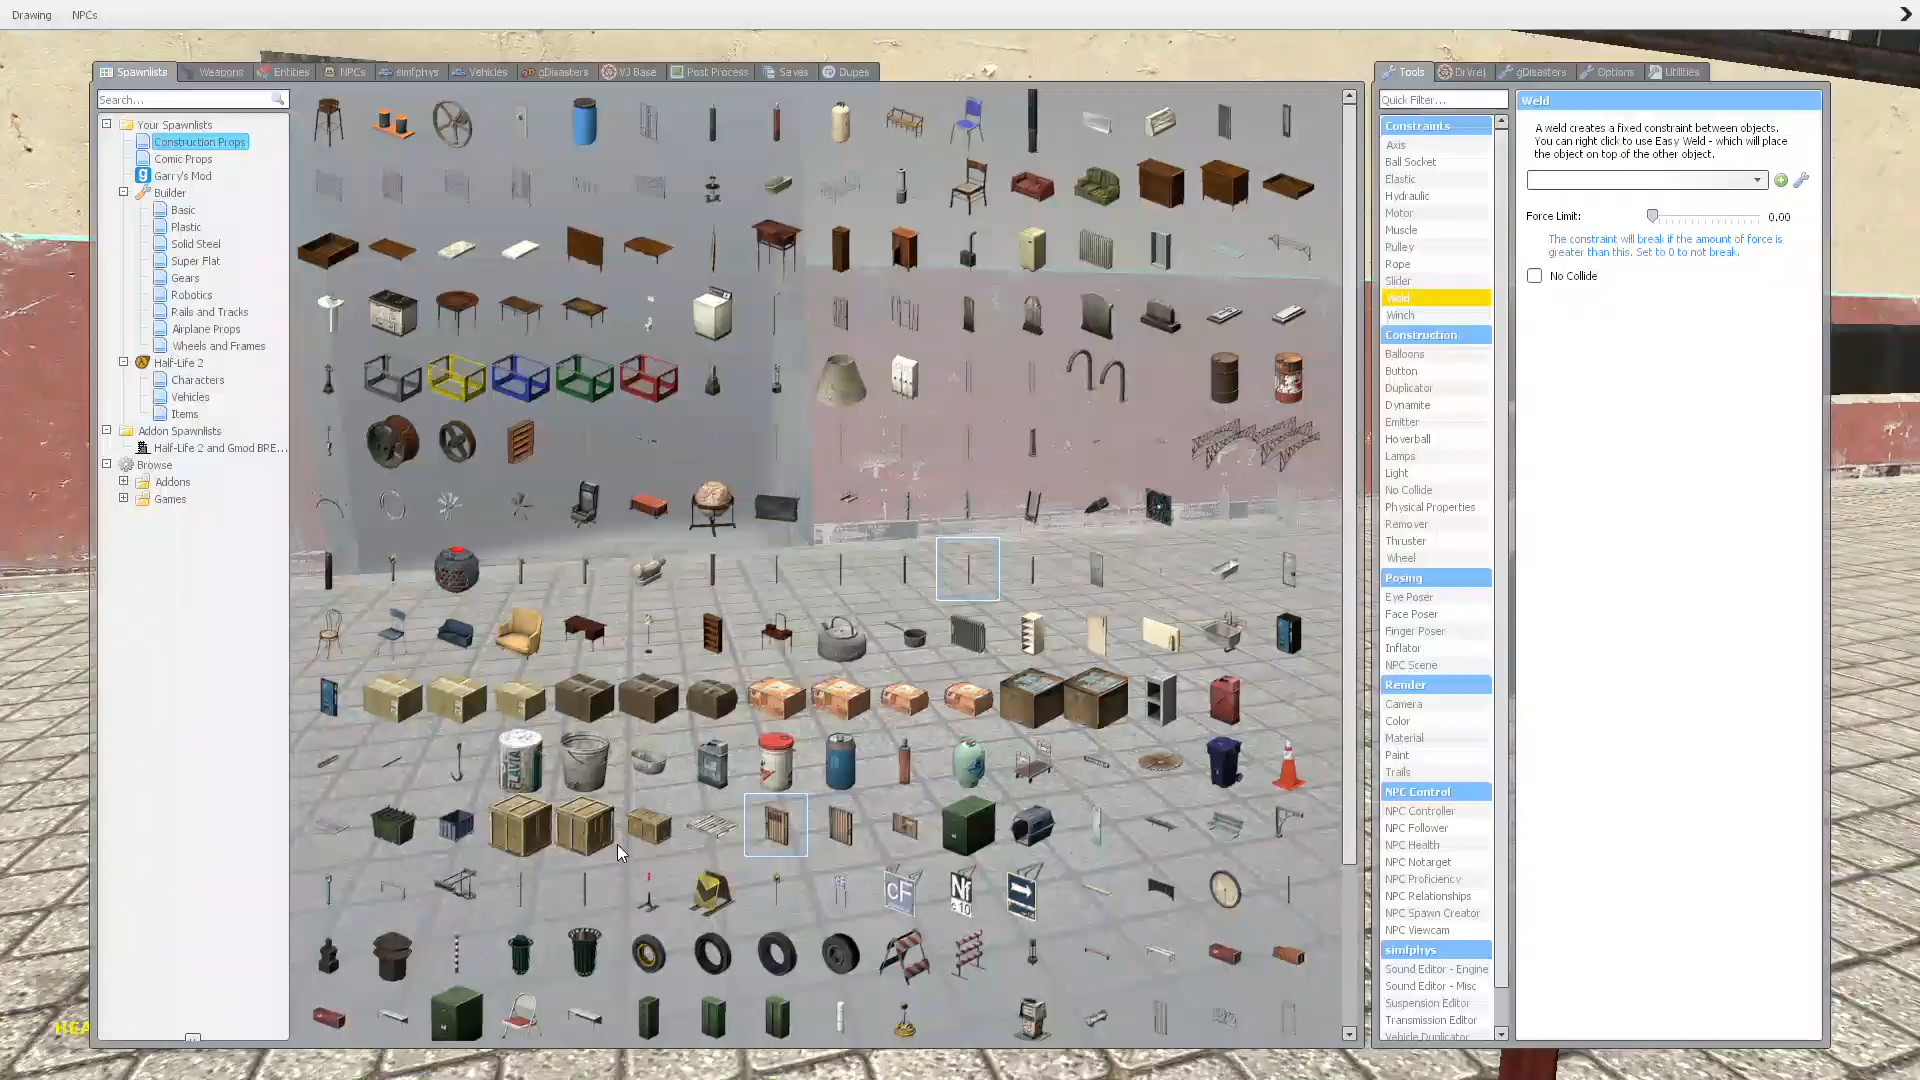 Drawing NPCs
Spawnlists Weapons Entities NPCs simfphys Vehicles gDisasters VJ Base Post Process Saves Dupes
Search...
Your Spawnlists
Construction Props
Comic Props
Garry's Mod
Builder
Basic
Plastic
Solid Steel
Super Flat
Gears
Robotics
Rails and Tracks
Airplane Props
Wheels and Frames
Half-Life 2
Characters
Vehicles
Items
Addon Spawnlists
Half-Life 2 and Gmod BRE...
Browse
Addons
Games
CF
Nf
c 10
HEA
Tools DrVrej gDisasters Options Utilities
Quick Filter...
Constraints
Axis
Ball Socket
Elastic
Hydraulic
Motor
Muscle
Pulley
Rope
Slider
Weld
Winch
Construction
Balloons
Button
Duplicator
Dynamite
Emitter
Hoverball
Lamps
Light
No Collide
Physical Properties
Remover
Thruster
Wheel
Posing
Eye Poser
Face Poser
Finger Poser
Inflator
NPC Scene
Render
Camera
Color
Material
Paint
Trails
NPC Control
NPC Controller
NPC Follower
NPC Health
NPC Notarget
NPC Proficiency
NPC Relationships
NPC Spawn Creator
NPC Viewcam
simfphys
Sound Editor - Engine
Sound Editor - Misc
Suspension Editor
Transmission Editor
Vehicle Duplicator
Weld
A weld creates a fixed constraint between objects.
You can right click to use Easy Weld - which will place
the object on top of the other object.
Force Limit: 0.00
The constraint will break if the amount of force is
greater than this. Set to 0 to not break.
No Collide